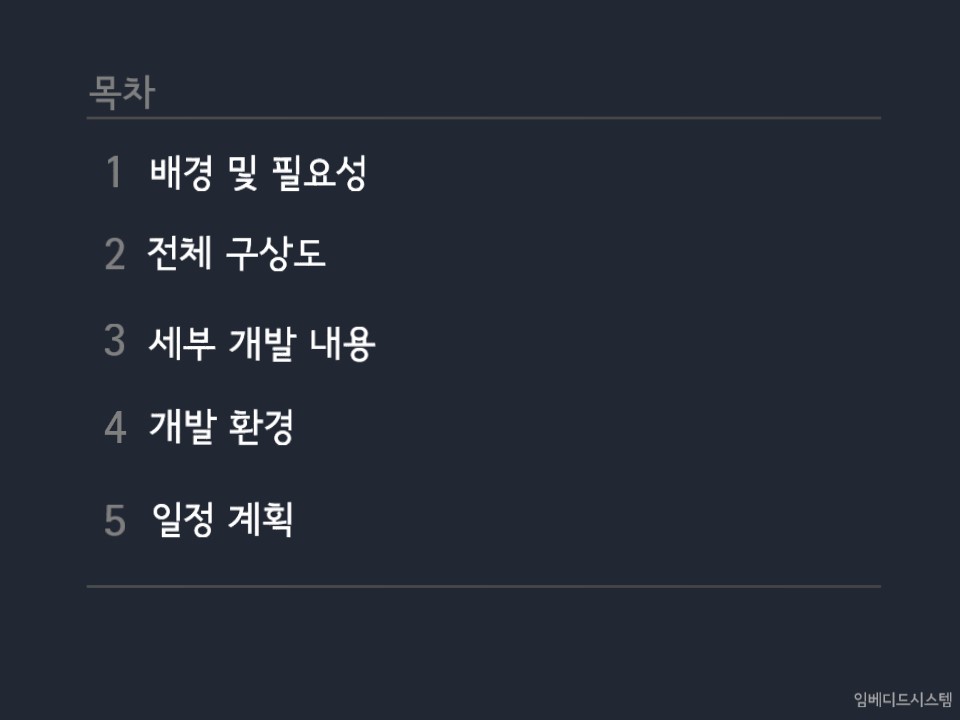 목차
1 배경 및 필요성
2 전체 구상도
3 세부 개발 내용
4 개발 환경
5 일정 계획
임베디드시스템